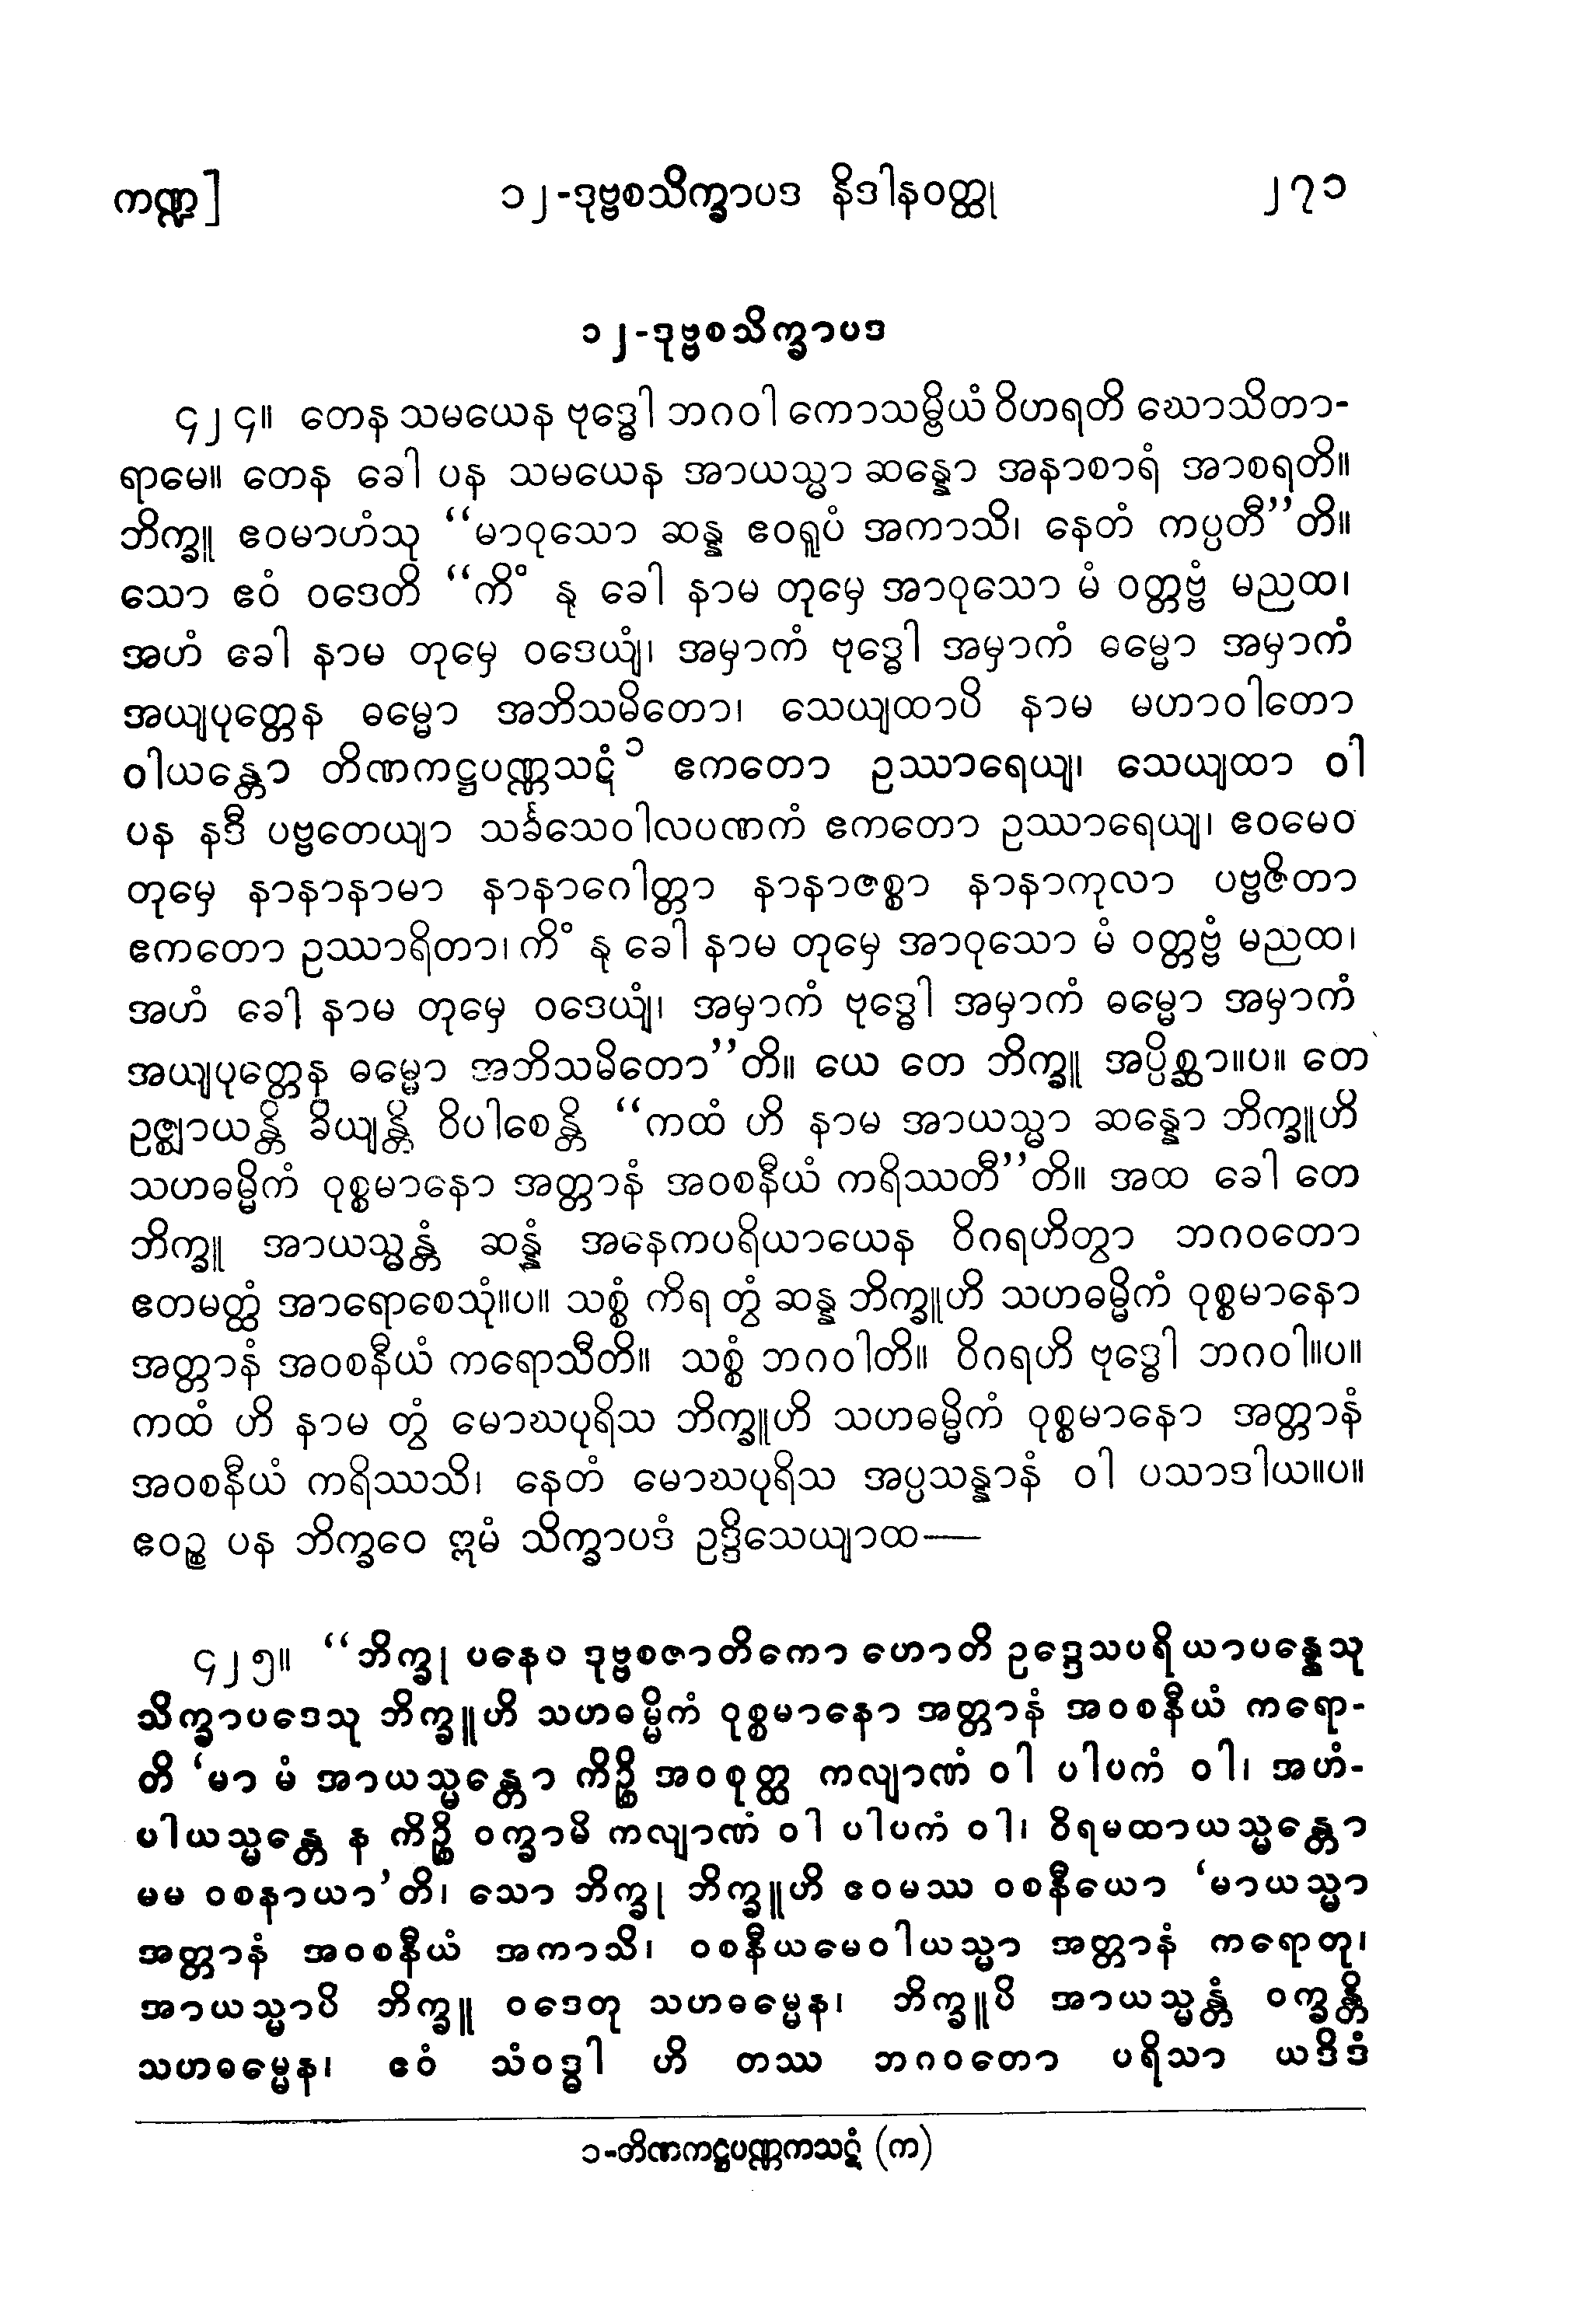 ကဏ္ဍ] ၁၂-ဒုဗ္ဗစသိက္ခာပဒ နိဒါနဝတ္ထု ၂၇၁
၁၂-ဒုဗ္ဗစသိက္ခာပဒ
၄၂၄။ တေန သမယေန ဗုဒ္ဓေါ ဘဂဝါ ကောသမ္ဗိယံ ဝိဟရတိ ဃောသိတာ-
ရာမေ။ တေန ခေါ ပန သမယေန အာယသ္မာ ဆန္နော အနာစာရံ အာစရတိ။
ဘိက္ခူ ဧဝမာဟံသု “မာဝုသော ဆန္န ဧဝရူပံ အကာသိ၊ နေတံ ကပ္ပတီ”တိ။
သော ဧဝံ ဝဒေတိ “ကိံ နု ခေါ နာမ တုမှေ အာဝုသော မံ ဝတ္တဗ္ဗံ မညထ၊
အဟံ ခေါ နာမ တုမှေ ဝဒေယျံ၊ အမှာကံ ဗုဒ္ဓေါ အမှာကံ ဓမ္မော အမှာကံ
အယျပုတ္တေန ဓမ္မော အဘိသမိတော၊ သေယျထာပိ နာမ မဟာဝါတော
ဝါယန္တော တိဏကဋ္ဌပဏ္ဏသဋံ ၁ ဧကတော ဥဿာရေယျ၊ သေယျထာ ဝါ
ပန နဒီ ပဗ္ဗတေယျာ သင်္ခသေဝါလပဏကံ ဧကတော ဥဿာရေယျ၊ ဧဝမေဝ
တုမှေ နာနာနာမာ နာနာဂေါတ္တာ နာနာဇစ္စာ နာနာကုလာ ပဗ္ဗဇိတာ
ဧကတော ဥဿာရိတာ၊ ကိံ နု ခေါ နာမ တုမှေ အာဝုသော မံ ဝတ္တဗ္ဗံ မညထ၊
အဟံ ခေါ နာမ တုမှေ ဝဒေယျံ၊ အမှာကံ ဗုဒ္ဓေါ အမှာကံ ဓမ္မော အမှာကံ
အယျပုတ္တေန ဓမ္မော အဘိသမိတော”တိ။ ယေ တေ ဘိက္ခူ အပ္ပိစ္ဆာ။ပ။ တေ
ဥဇ္ဈာယန္တိ ခိယျန္တိ ဝိပါစေန္တိ “ကထံ ဟိ နာမ အာယသ္မာ ဆန္နော ဘိက္ခူဟိ
သဟဓမ္မိကံ ဝုစ္စမာနော အတ္တာနံ အဝစနီယံ ကရိဿတီ”တိ။ အထ ခေါ တေ
ဘိက္ခူ အာယသ္မန္တံ ဆန္နံ အနေကပရိယာယေန ဝိဂရဟိတွာ ဘဂဝတော
ဧတမတ္ထံ အာရောစေသုံ။ပ။ သစ္စံ ကိရ တွံ ဆန္န ဘိက္ခူဟိ သဟဓမ္မိကံ ဝုစ္စမာနော
အတ္တာနံ အဝစနီယံ ကရောသီတိ။ သစ္စံ ဘဂဝါတိ။ ဝိဂရဟိ ဗုဒ္ဓေါ ဘဂဝါ။ပ။
ကထံ ဟိ နာမ တွံ မောဃပုရိသ ဘိက္ခူဟိ သဟဓမ္မိကံ ဝုစ္စမာနော အတ္တာနံ
အဝစနီယံ ကရိဿသိ၊ နေတံ မောဃပုရိသ အပ္ပသန္နာနံ ဝါ ပသာဒါယ။ပ။
ဧဝဉ္စ ပန ဘိက္ခဝေ ဣမံ သိက္ခာပဒံ ဥဒ္ဒိသေယျာထ—
၄၂၅။ “ဘိက္ခု ပနေဝ ဒုဗ္ဗစဇာတိကော ဟောတိ ဥဒ္ဒေသပရိယာပန္နေသု
သိက္ခာပဒေသု ဘိက္ခူဟိ သဟဓမ္မိကံ ဝုစ္စမာနော အတ္တာနံ အဝစနီယံ ကရော-
တိ ‘မာ မံ အာယသ္မန္တော ကိဉ္စိ အဝစုတ္ထ ကလျာဏံ ဝါ ပါပကံ ဝါ၊ အဟံ-
ပါယသ္မန္တေ န ကိဉ္စိ ဝက္ခာမိ ကလျာဏံ ဝါ ပါပကံ ဝါ၊ ဝိရမထာယသ္မန္တော
မမ ဝစနာယာ’တိ၊ သော ဘိက္ခု ဘိက္ခူဟိ ဧဝမဿ ဝစနီယော ‘မာယသ္မာ
အတ္တာနံ အဝစနီယံ အကာသိ၊ ဝစနီယမေဝါယသ္မာ အတ္တာနံ ကရောတု၊
အာယသ္မာပိ ဘိက္ခူ ဝဒေတု သဟဓမ္မေန၊ ဘိက္ခူပိ အာယသ္မန္တံ ဝက္ခန္တိ
သဟဓမ္မေန၊ ဧဝံ သံဝဒ္ဓါ ဟိ တဿ ဘဂဝတော ပရိသာ ယဒိဒံ
၁-တိဏကဋ္ဌပဏ္ဏကသဋံ (က)